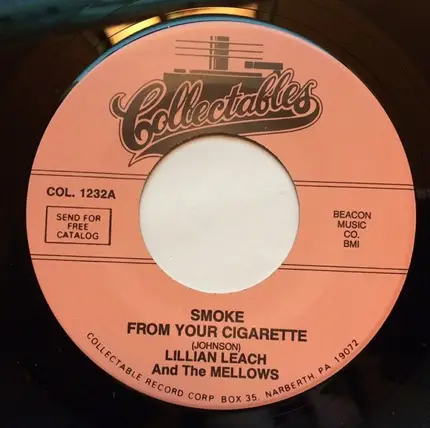 Collectables
COL. 1232A
SEND FOR
FREE
CATALOG
BEACON
MUSIC
CO.
BMI
SMOKE
FROM YOUR CIGARETTE
(JOHNSON)
LILLIAN LEACH
And The MELLOWS
COLLECTABLE RECORD CORP BOX 35. NARBERTH, PA 19072